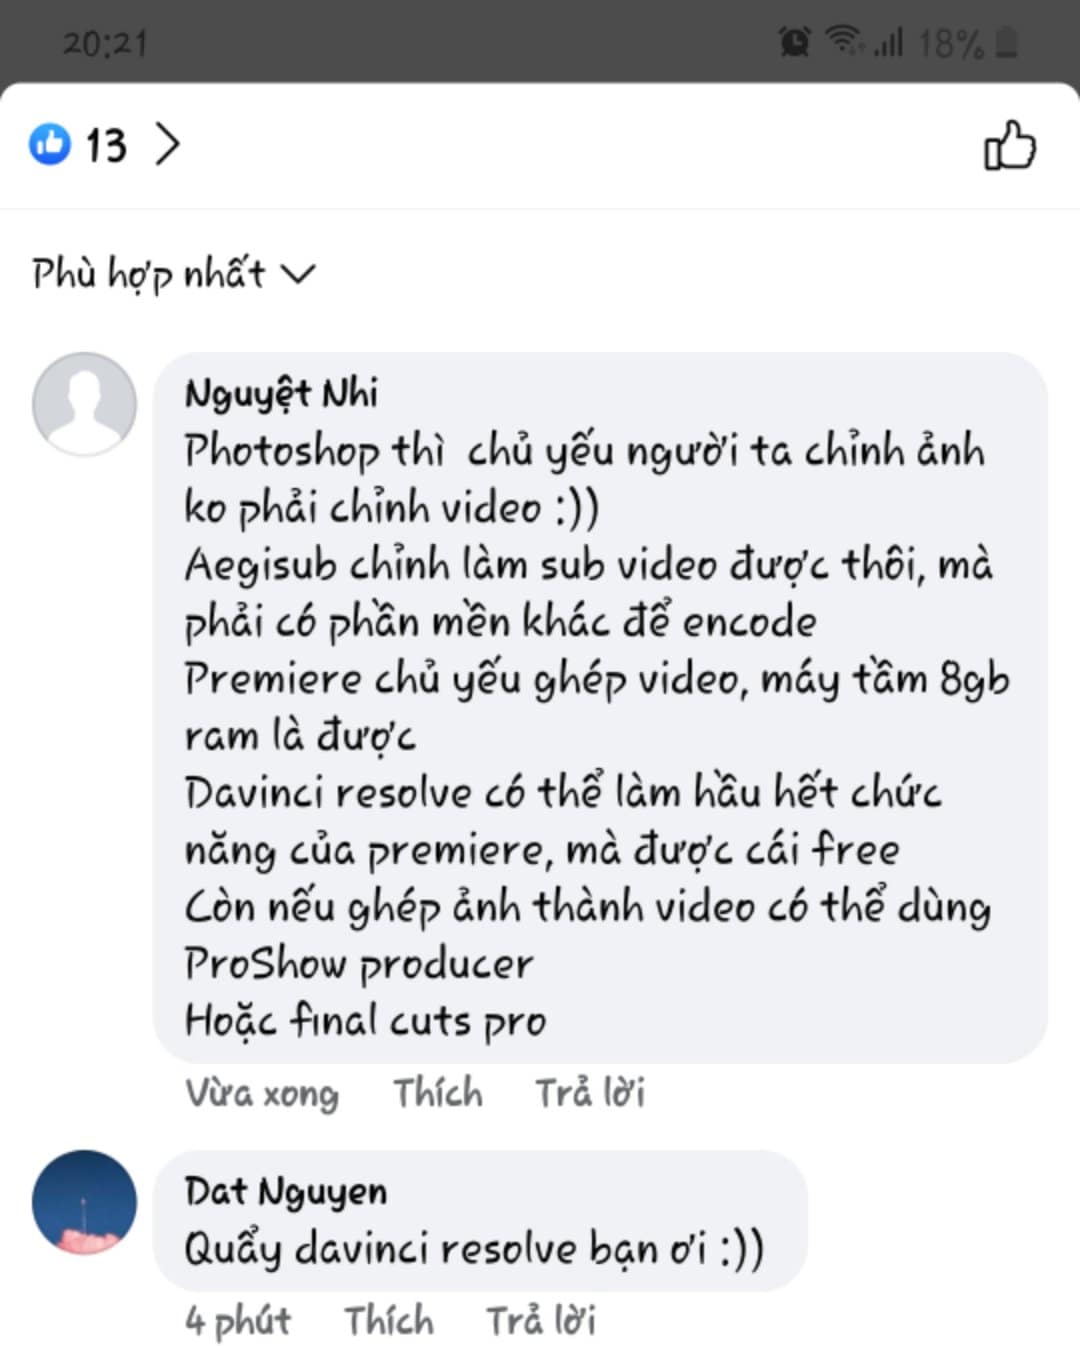 20:21 18%
13
Phù hợp nhất
Nguyệt Nhi
Photoshop thì  chủ yếu người ta chỉnh ảnh
ko phải chỉnh video :))
Aegisub chỉnh làm sub video được thôi, mà
phải có phần mền khác để encode
Premiere chủ yếu ghép video, máy tầm 8gb
ram là được
Davinci resolve có thể làm hầu hết chức
năng của premiere, mà được cái free
Còn nếu ghép ảnh thành video có thể dùng
ProShow producer
Hoặc final cuts pro
Vừa xong Thích Trả lời
Dat Nguyen
Quẩy davinci resolve bạn ơi :))
4 phút Thích Trả lời